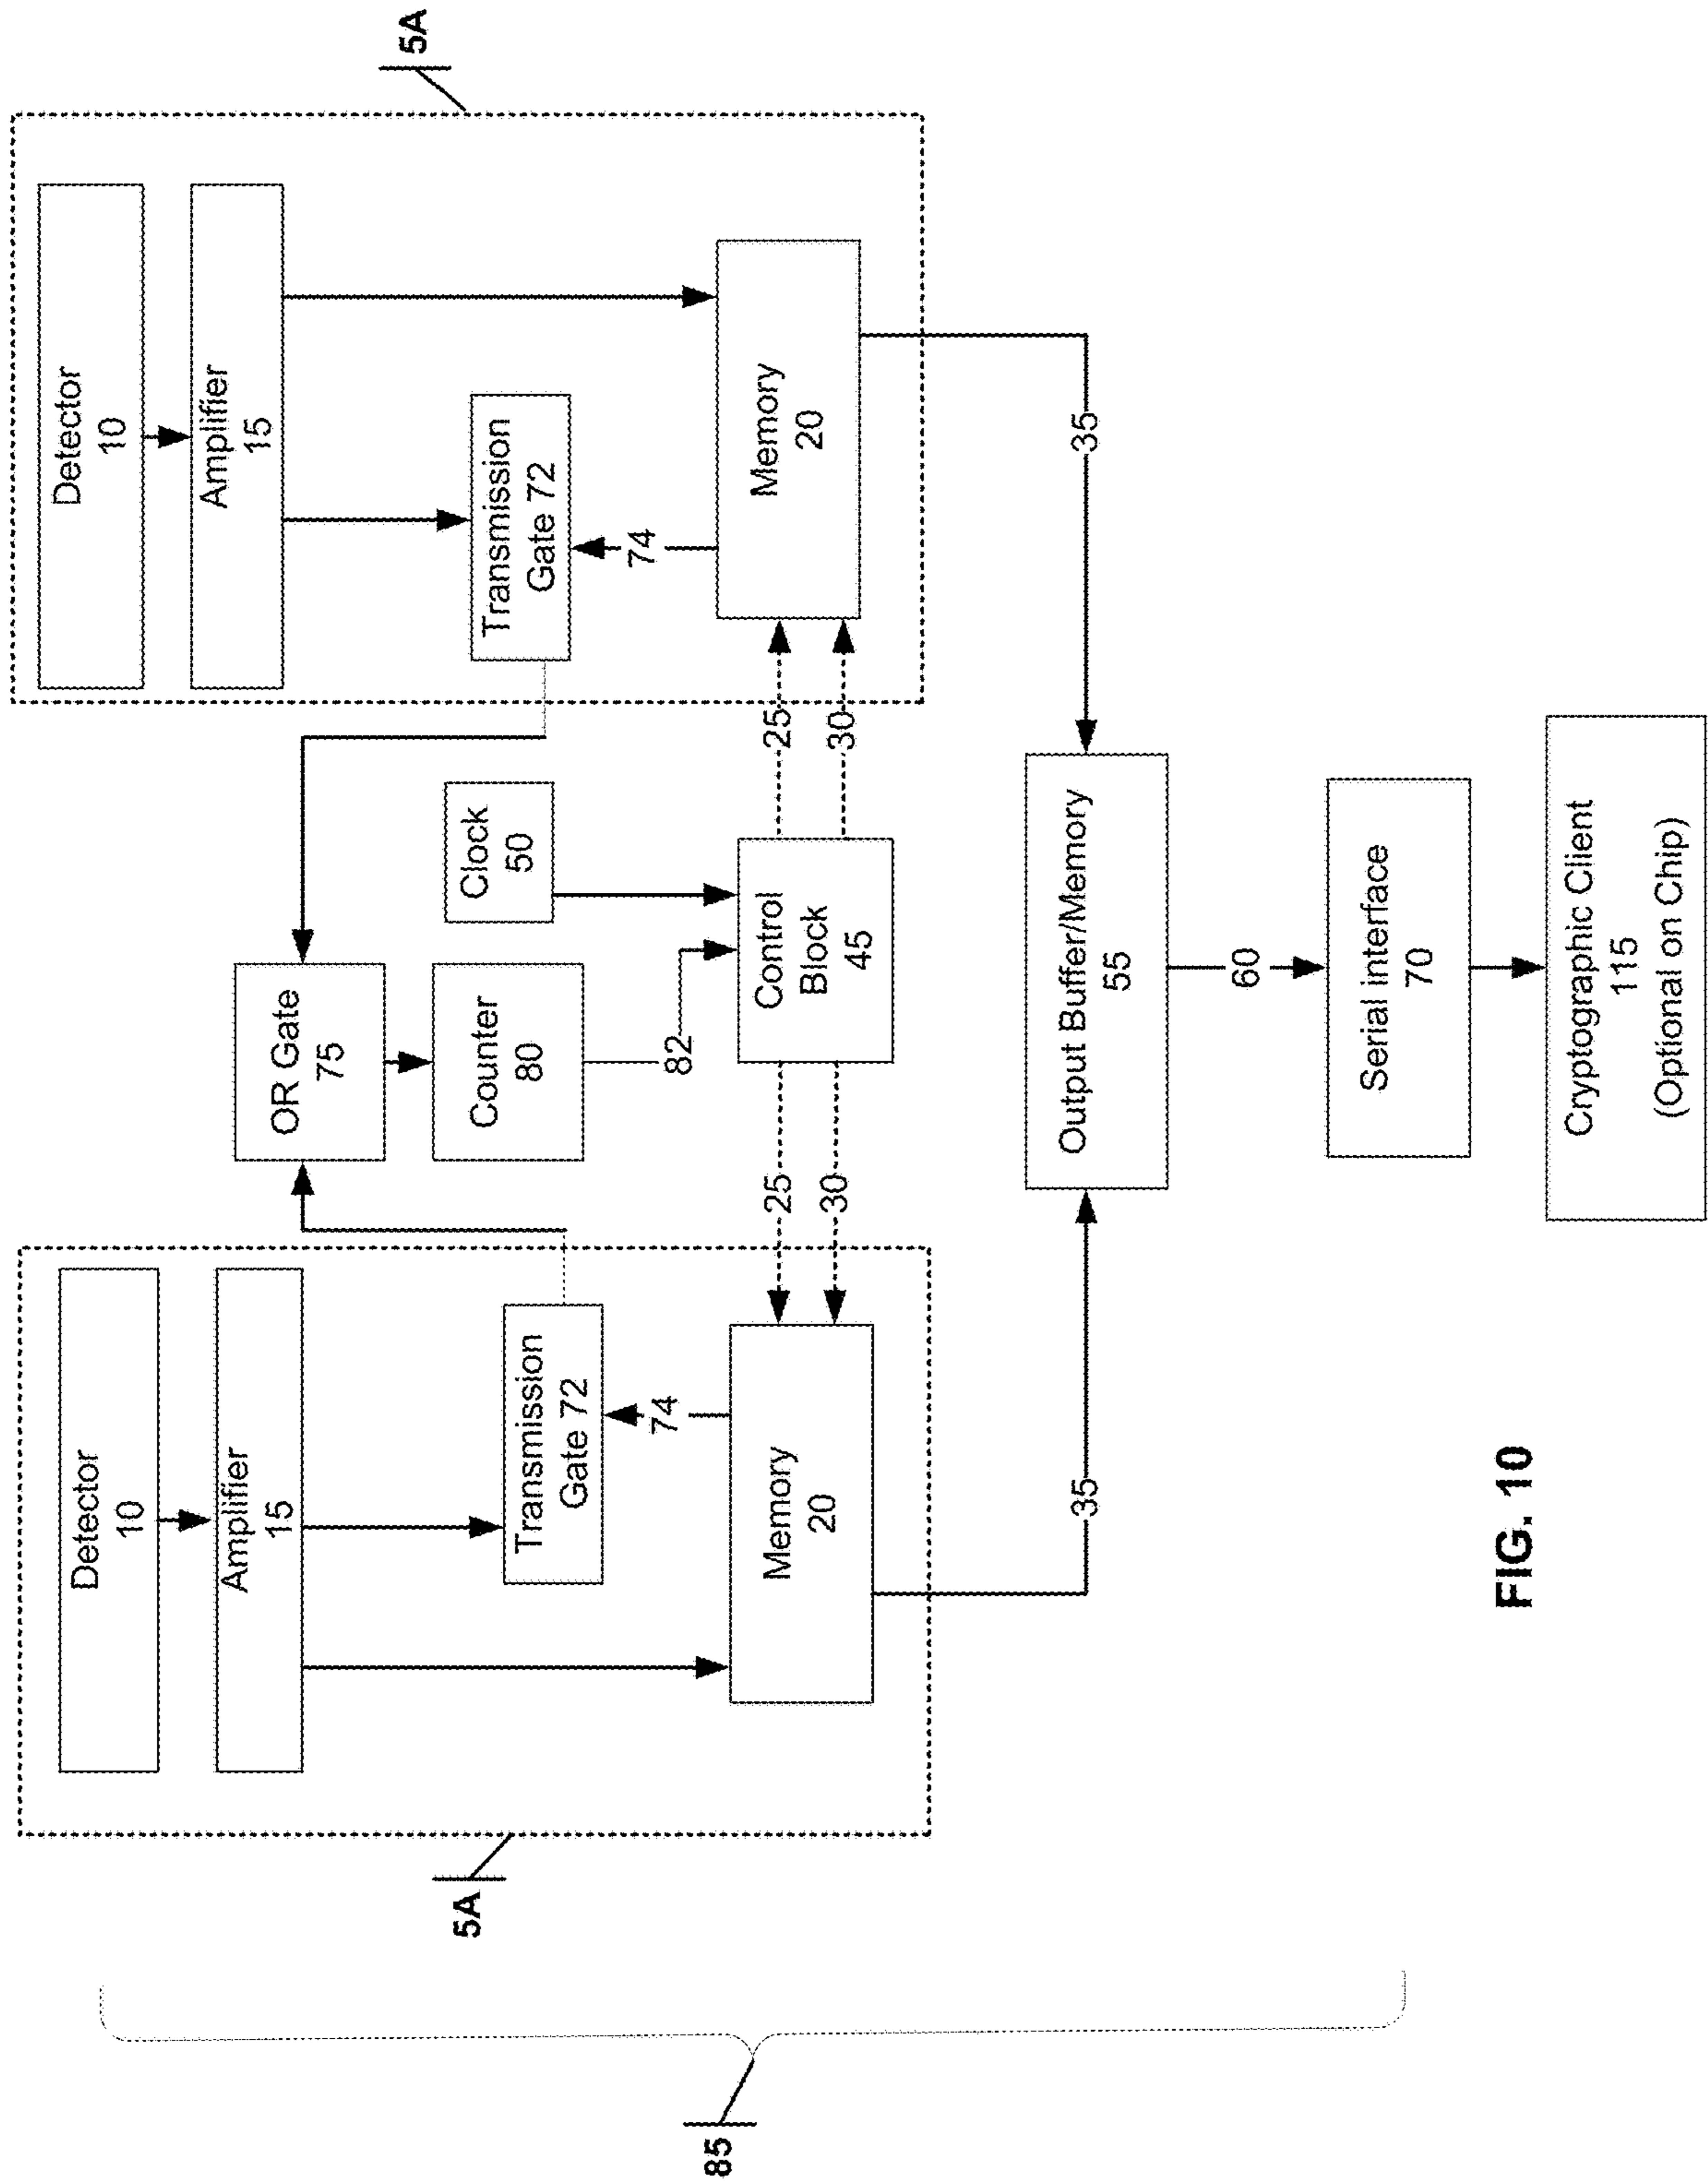 5A
5A
85
Detector
10
Amplifier
15
Transmission
Gate 72
74
Memory
20
OR Gate
75
Counter
80
82
Clock
50
Control
Block
45
25
30
25
30
Detector
10
Amplifier
15
Transmission
Gate 72
74
Memory
20
35
35
Output Buffer/Memory
55
60
Serial interface
70
Cryptographic Client
115
(Optional on Chip)
FIG. 10